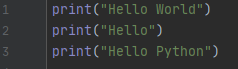 1 print("Hello World")
2 print("Hello")
3 print("Hello Python")